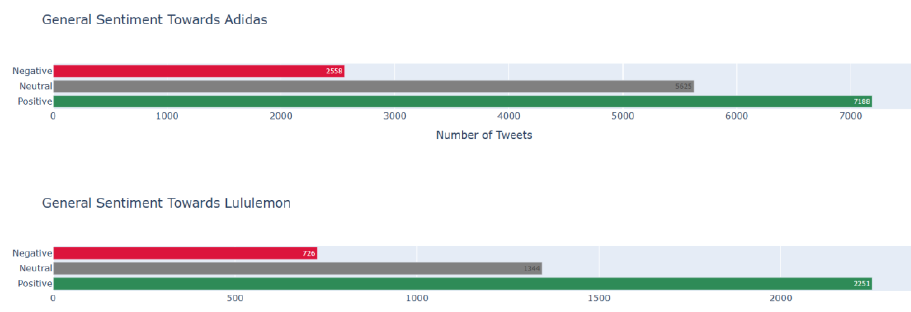 General Sentiment Towards Adidas
Negative 2558
Neutral 5625
Positive 7188
0 1000 2000 3000 4000 5000 6000 7000
Number of Tweets
General Sentiment Towards Lululemon
Negative 726
Neutral 1344
Positive 2251
0 500 1000 1500 2000